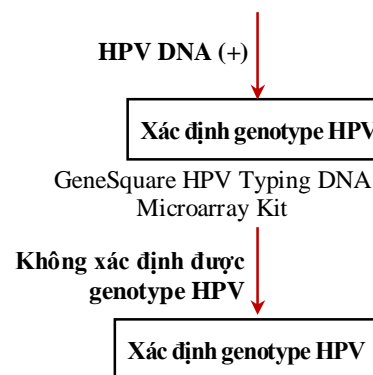 HPV DNA (+)
Xác định genotype HPV
GeneSquare HPV Typing DNA
Microarray Kit
Không xác định được
genotype HPV
Xác định genotype HPV